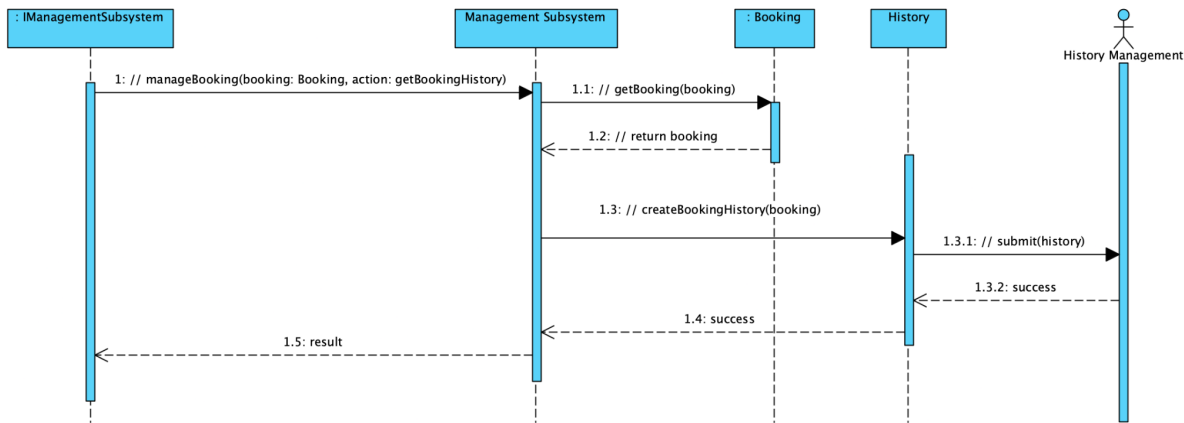 : IManagementSubsystem
Management Subsystem
: Booking
History
History Management
1: // manageBooking(booking: Booking, action: getBookingHistory)
1.1: // getBooking(booking)
1.2: // return booking
1.3: // createBookingHistory(booking)
1.3.1: // submit(history)
1.3.2: success
1.4: success
1.5: result